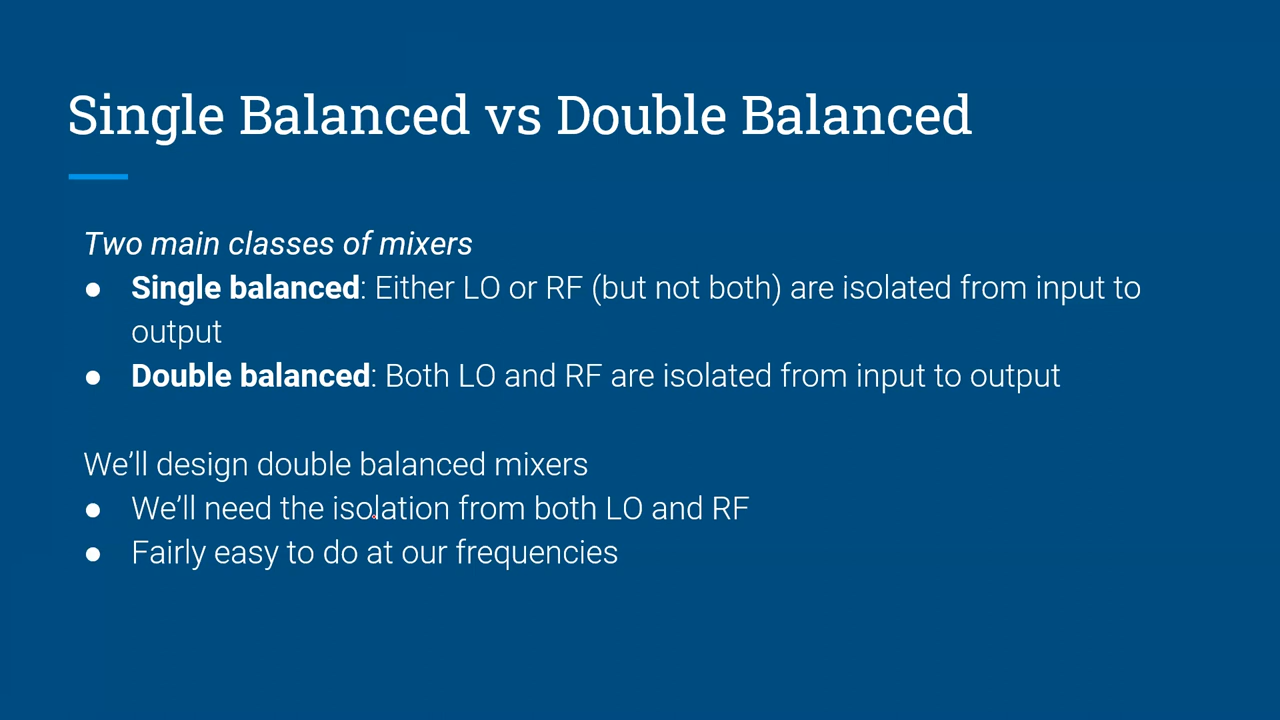 Single Balanced vs Double Balanced
Two main classes of mixers
● Single balanced: Either LO or RF (but not both) are isolated from input to
output
● Double balanced: Both LO and RF are isolated from input to output
We’ll design double balanced mixers
● We’ll need the isolation from both LO and RF
● Fairly easy to do at our frequencies